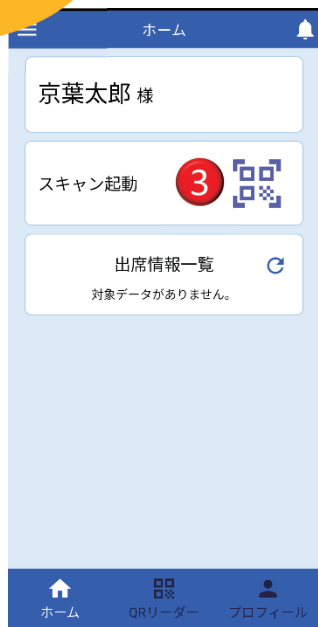 ホーム
京葉太郎 様
スキャン起動 3
出席情報一覧
対象データがありません。
ホーム QRリーダー プロフィール